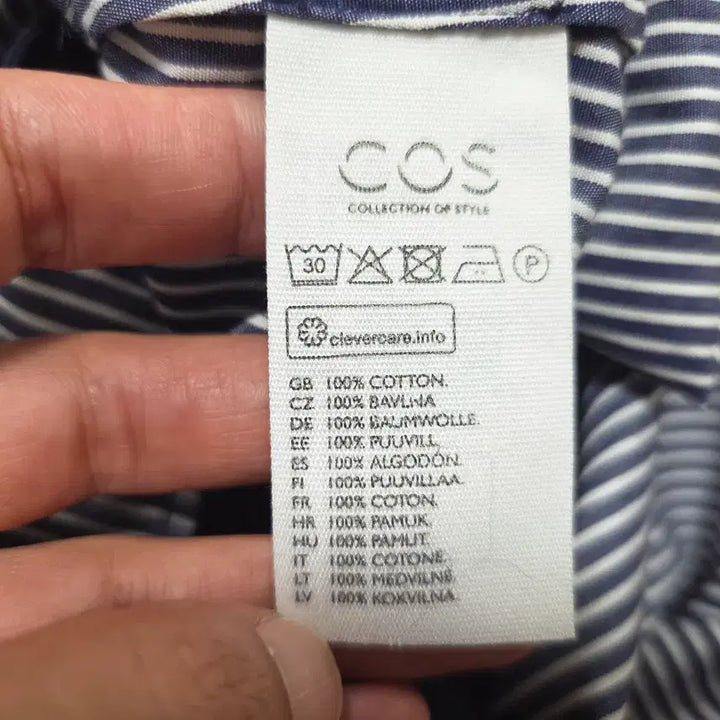 COS
COLLECTION OF STYLE
30 P
clevercare.info
GB 100% COTTON.
CZ 100% BAVLNA
DE 100% BAUMWOLLE.
EE 100% PUUVILL.
ES 100% ALGODÓN.
FI 100% PUUVILLAA.
FR 100% COTON.
HR 100% PAMUK.
HU 100% PAMUT.
IT 100% COTONE.
LT 100% MEDVILNĖ
LV 100% KOKVILNA.